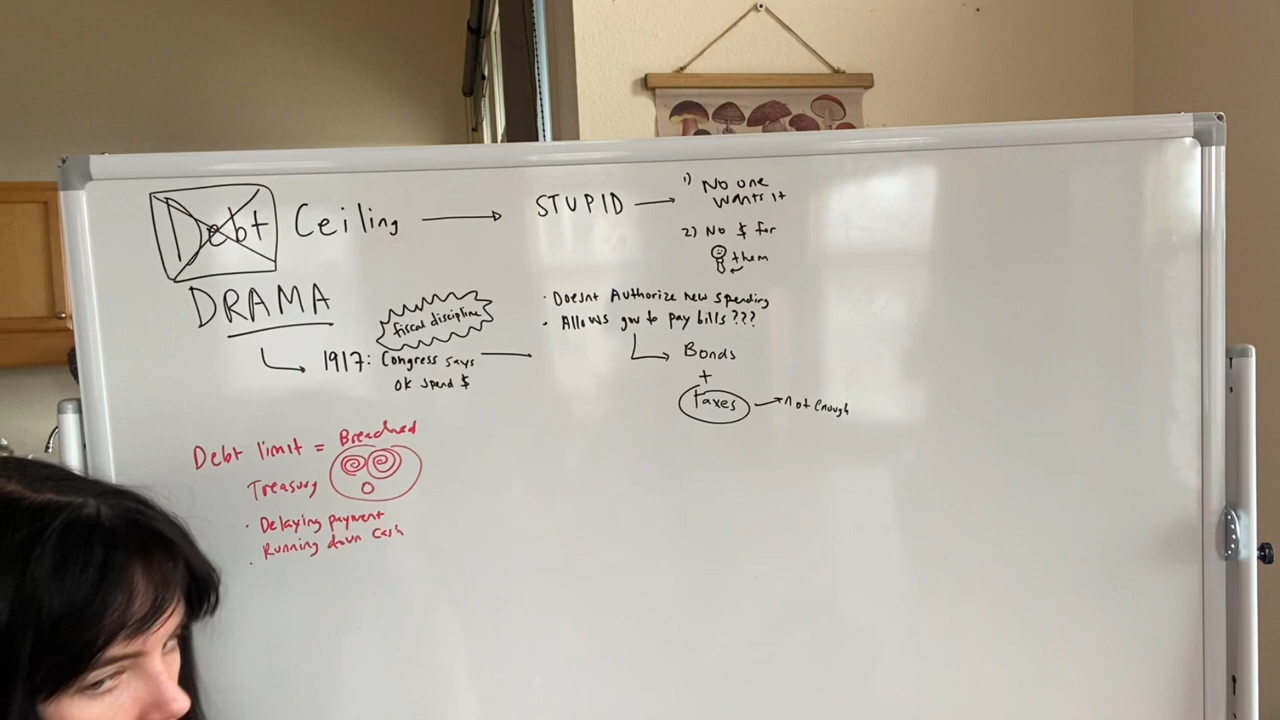 Debt Ceiling → STUPID → 1) No one
wants it
2) No $ for
them
DRAMA
fiscal discipline
1917: Congress says
ok spend $
· Doesnt Authorize new spending
· Allows gov to pay bills???
Bonds
+
Taxes → not enough
Debt limit = Breached
Treasury
· Delaying payment
· Running down cash